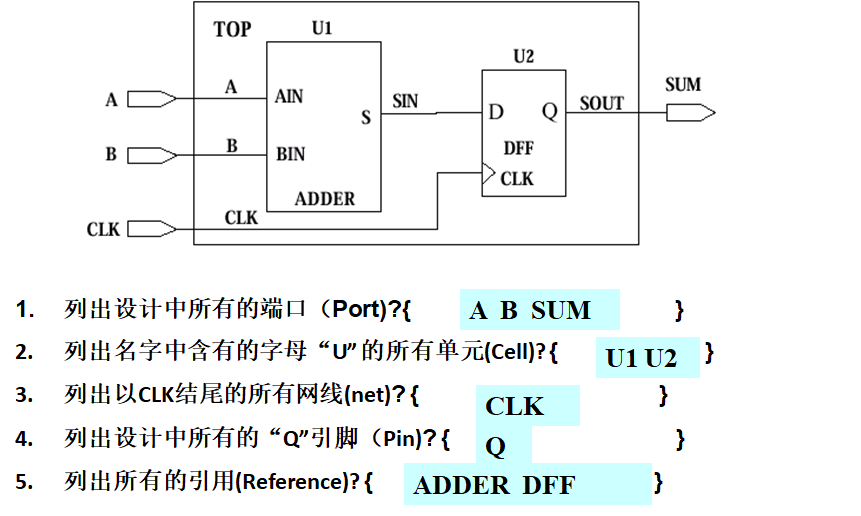 TOP U1
U2
SUM
A A AIN SIN SOUT
S D Q
B B BIN DFF
CLK
ADDER
CLK CLK
1. 列出设计中所有的端口（Port)?{ A B SUM }
2. 列出名字中含有的字母“U”的所有单元(Cell)?{ U1 U2 }
3. 列出以CLK结尾的所有网线(net)?{ CLK }
4. 列出设计中所有的“Q”引脚（Pin)?{ Q }
5. 列出所有的引用(Reference)?{ ADDER DFF }